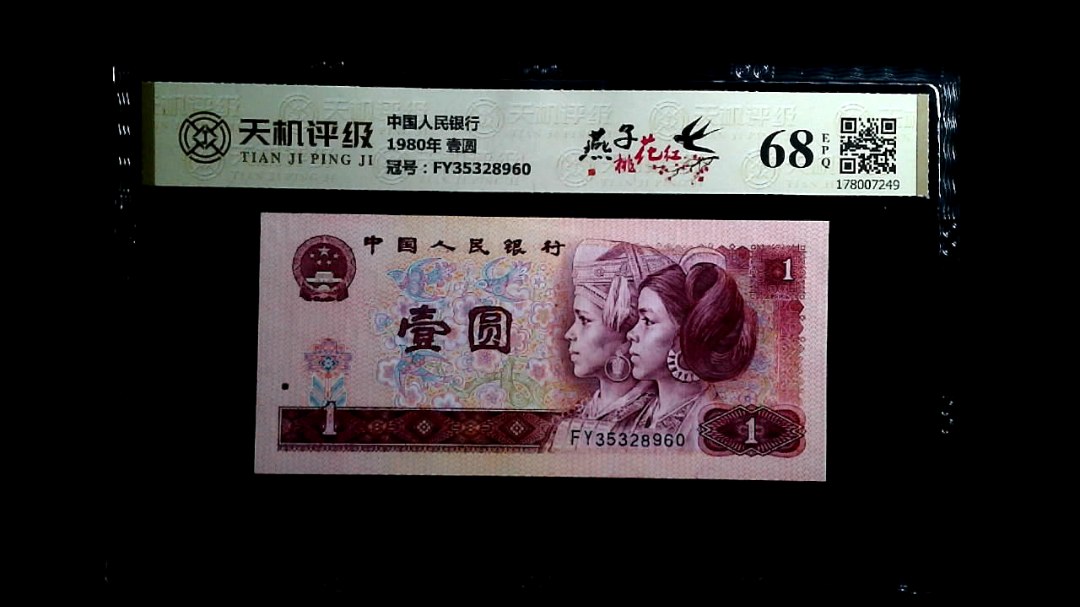 天机评级
TIAN JI PING JI
中国人民银行
1980年 壹圆
冠号：FY35328960
燕子
桃花红
68
EPQ
178007249
中国人民银行
1
壹圆
1
FY35328960
1